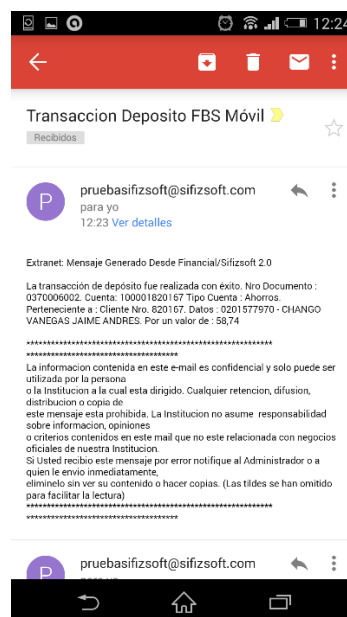 12:24
Transaccion Deposito FBS Móvil
Recibidos
P
pruebasifizsoft@sifizsoft.com
para yo
12:23 Ver detalles
Extranet: Mensaje Generado Desde Financial/Sifizsoft 2.0
La transacción de depósito fue realizada con éxito. Nro Documento :
0370006002. Cuenta: 100001820167 Tipo Cuenta : Ahorros.
Perteneciente a : Cliente Nro. 820167. Datos : 0201577970 - CHANGO
VANEGAS JAIME ANDRES. Por un valor de : 58,74
************************************************************
*************************************
La informacion contenida en este e-mail es confidencial y solo puede ser
utilizada por la persona
o la Institucion a la cual esta dirigido. Cualquier retencion, difusion,
distribucion o copia de
este mensaje esta prohibida. La Institucion no asume responsabilidad
sobre informacion, opiniones
o criterios contenidos en este mail que no este relacionada con negocios
oficiales de nuestra Institucion.
Si Usted recibio este mensaje por error notifique al Administrador o a
quien le envio inmediatamente,
eliminelo sin ver su contenido o hacer copias. (Las tildes se han omitido
para facilitar la lectura)
************************************************************
*************************************
P
pruebasifizsoft@sifizsoft.com